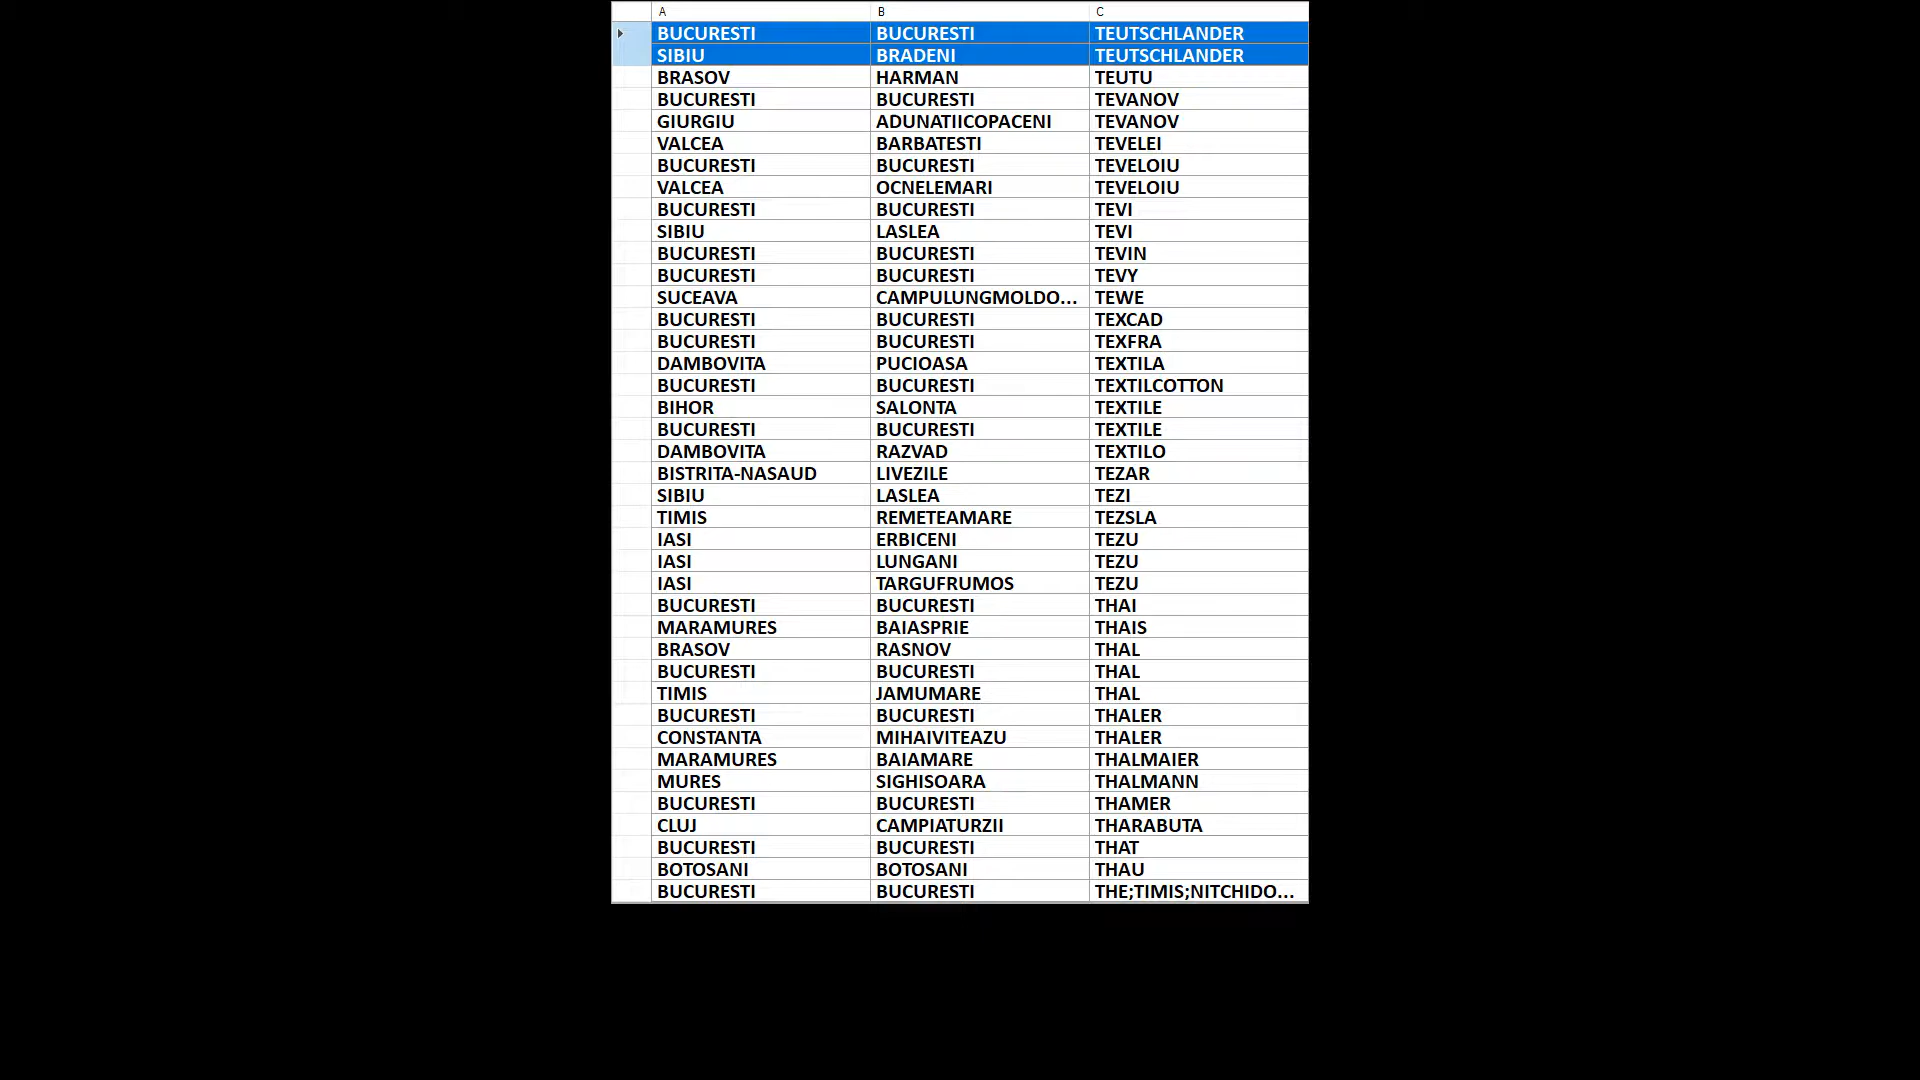 A B C
BUCURESTI BUCURESTI TEUTSCHLANDER
SIBIU BRADENI TEUTSCHLANDER
BRASOV HARMAN TEUTU
BUCURESTI BUCURESTI TEVANOV
GIURGIU ADUNATIICOPACENI TEVANOV
VALCEA BARBATESTI TEVELEI
BUCURESTI BUCURESTI TEVELOIU
VALCEA OCNELEMARI TEVELOIU
BUCURESTI BUCURESTI TEVI
SIBIU LASLEA TEVI
BUCURESTI BUCURESTI TEVIN
BUCURESTI BUCURESTI TEVY
SUCEAVA CAMPULUNGMOLDO... TEWE
BUCURESTI BUCURESTI TEXCAD
BUCURESTI BUCURESTI TEXFRA
DAMBOVITA PUCIOASA TEXTILA
BUCURESTI BUCURESTI TEXTILCOTTON
BIHOR SALONTA TEXTILE
BUCURESTI BUCURESTI TEXTILE
DAMBOVITA RAZVAD TEXTILO
BISTRITA-NASAUD LIVEZILE TEZAR
SIBIU LASLEA TEZI
TIMIS REMETEAMARE TEZSLA
IASI ERBICENI TEZU
IASI LUNGANI TEZU
IASI TARGUFRUMOS TEZU
BUCURESTI BUCURESTI THAI
MARAMURES BAIASPRIE THAIS
BRASOV RASNOV THAL
BUCURESTI BUCURESTI THAL
TIMIS JAMUMARE THAL
BUCURESTI BUCURESTI THALER
CONSTANTA MIHAIVITEAZU THALER
MARAMURES BAIAMARE THALMAIER
MURES SIGHISOARA THALMANN
BUCURESTI BUCURESTI THAMER
CLUJ CAMPIATURZII THARABUTA
BUCURESTI BUCURESTI THAT
BOTOSANI BOTOSANI THAU
BUCURESTI BUCURESTI THE;TIMIS;NITCHIDO...